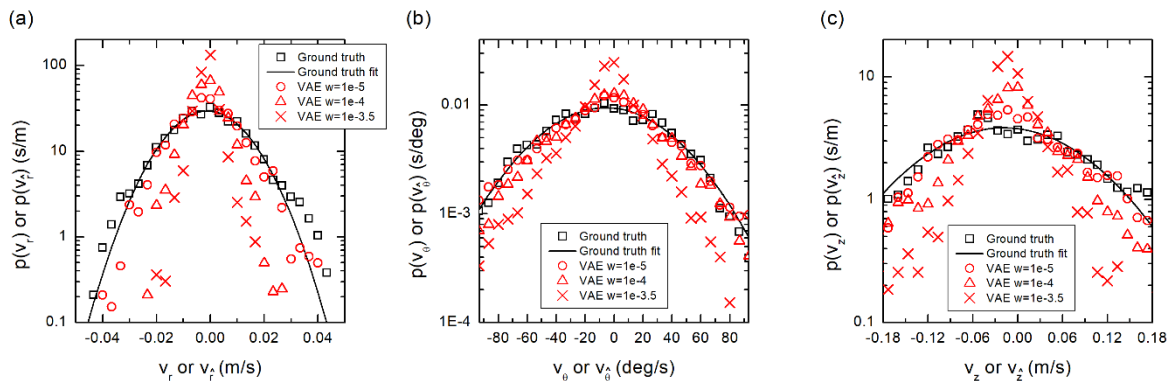 (a)
100
10
1
0.1
p(v_r) or p(v_r̂) (s/m)
Ground truth
Ground truth fit
VAE w=1e-5
VAE w=1e-4
VAE w=1e-3.5
-0.04 -0.02 0.00 0.02 0.04
v_r or v_r̂ (m/s)
(b)
0.01
1E-3
1E-4
p(v_θ) or p(v_θ̂) (s/deg)
Ground truth
Ground truth fit
VAE w=1e-5
VAE w=1e-4
VAE w=1e-3.5
-80 -60 -40 -20 0 20 40 60 80
v_θ or v_θ̂ (deg/s)
(c)
10
1
0.1
p(v_z) or p(v_ẑ) (s/m)
Ground truth
Ground truth fit
VAE w=1e-5
VAE w=1e-4
VAE w=1e-3.5
-0.18 -0.12 -0.06 0.00 0.06 0.12 0.18
v_z or v_ẑ (m/s)